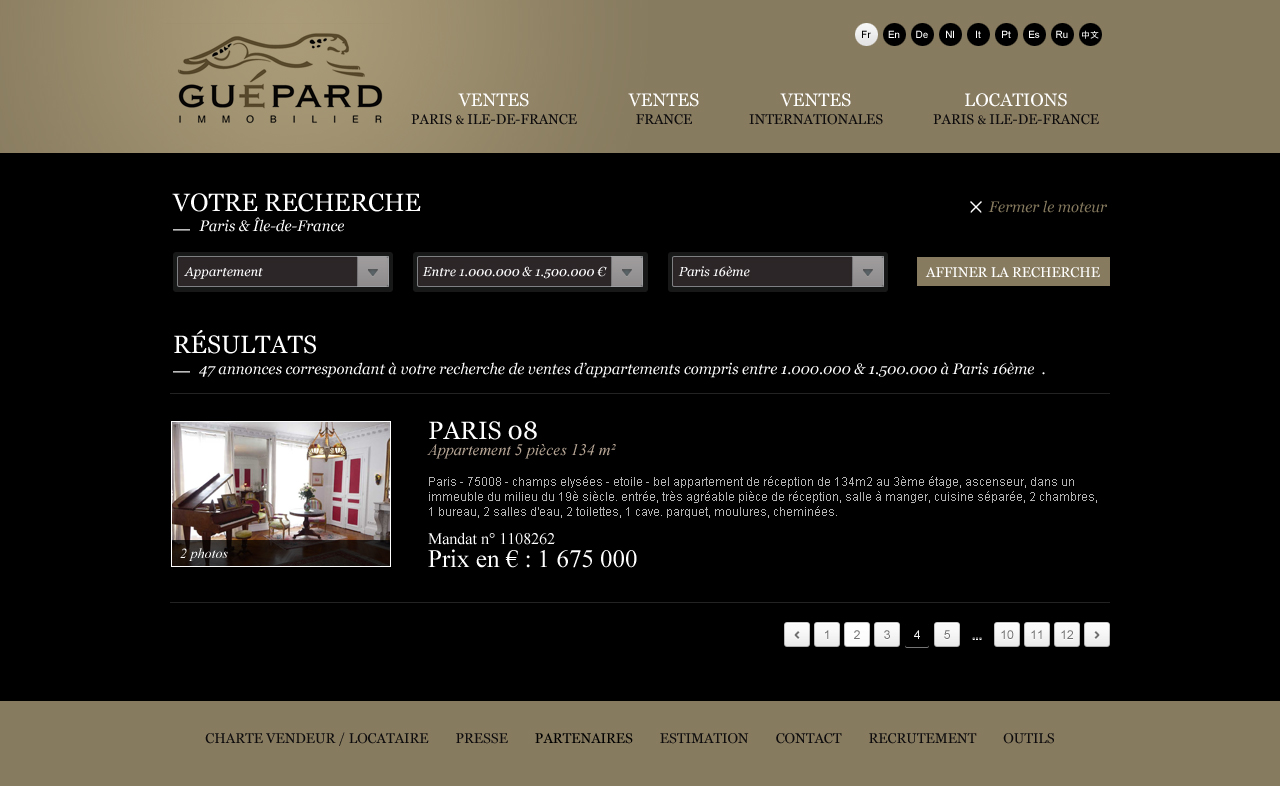 Fr En De Nl It Pt Es Ru 中文
GUÉPARD
IMMOBILIER
VENTES
PARIS & ILE-DE-FRANCE
VENTES
FRANCE
VENTES
INTERNATIONALES
LOCATIONS
PARIS & ILE-DE-FRANCE
VOTRE RECHERCHE
Paris & Île-de-France
Fermer le moteur
Appartement
Entre 1.000.000 & 1.500.000 €
Paris 16ème
AFFINER LA RECHERCHE
RÉSULTATS
47 annonces correspondant à votre recherche de ventes d'appartements compris entre 1.000.000 & 1.500.000 à Paris 16ème .
2 photos
PARIS 08
Appartement 5 pièces 134 m²
Paris - 75008 - champs elysées - etoile - bel appartement de réception de 134m2 au 3ème étage, ascenseur, dans un
immeuble du milieu du 19è siècle. entrée, très agréable pièce de réception, salle à manger, cuisine séparée, 2 chambres,
1 bureau, 2 salles d'eau, 2 toilettes, 1 cave. parquet, moulures, cheminées.
Mandat n° 1108262
Prix en € : 1 675 000
‹ 1 2 3 4 5 ... 10 11 12 ›
CHARTE VENDEUR / LOCATAIRE PRESSE PARTENAIRES ESTIMATION CONTACT RECRUTEMENT OUTILS